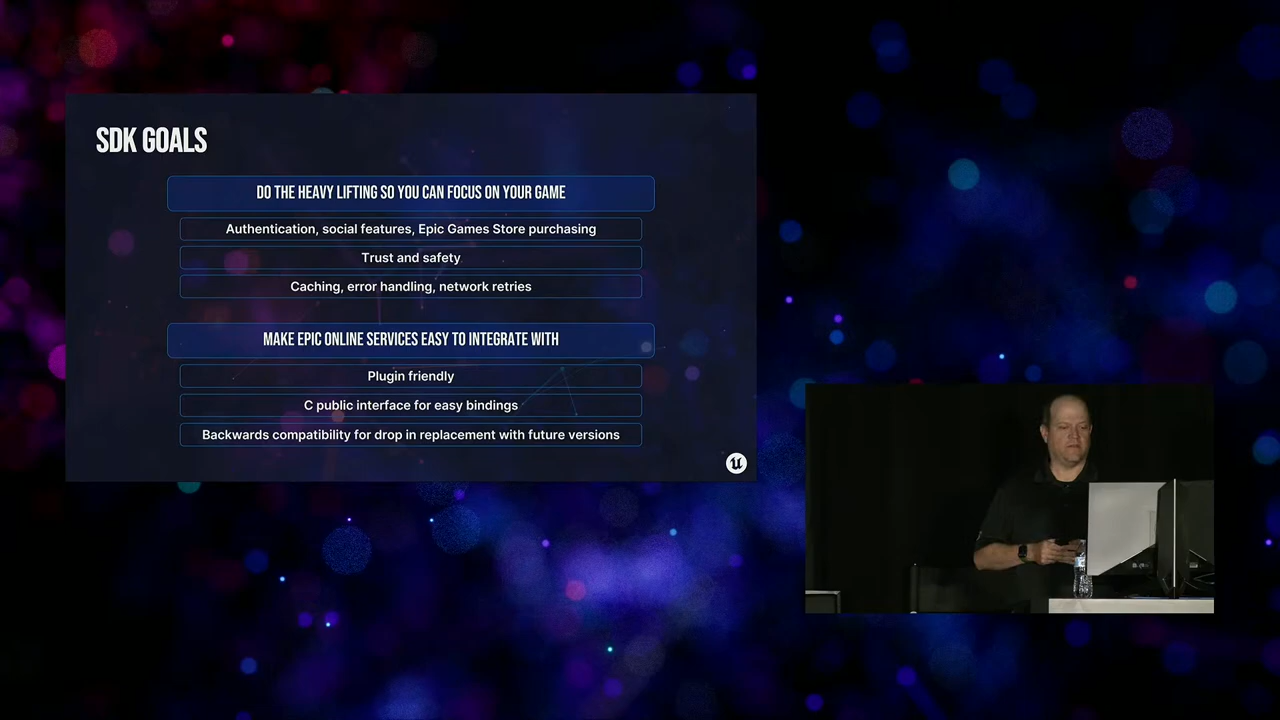 SDK GOALS
DO THE HEAVY LIFTING SO YOU CAN FOCUS ON YOUR GAME
Authentication, social features, Epic Games Store purchasing
Trust and safety
Caching, error handling, network retries
MAKE EPIC ONLINE SERVICES EASY TO INTEGRATE WITH
Plugin friendly
C public interface for easy bindings
Backwards compatibility for drop in replacement with future versions